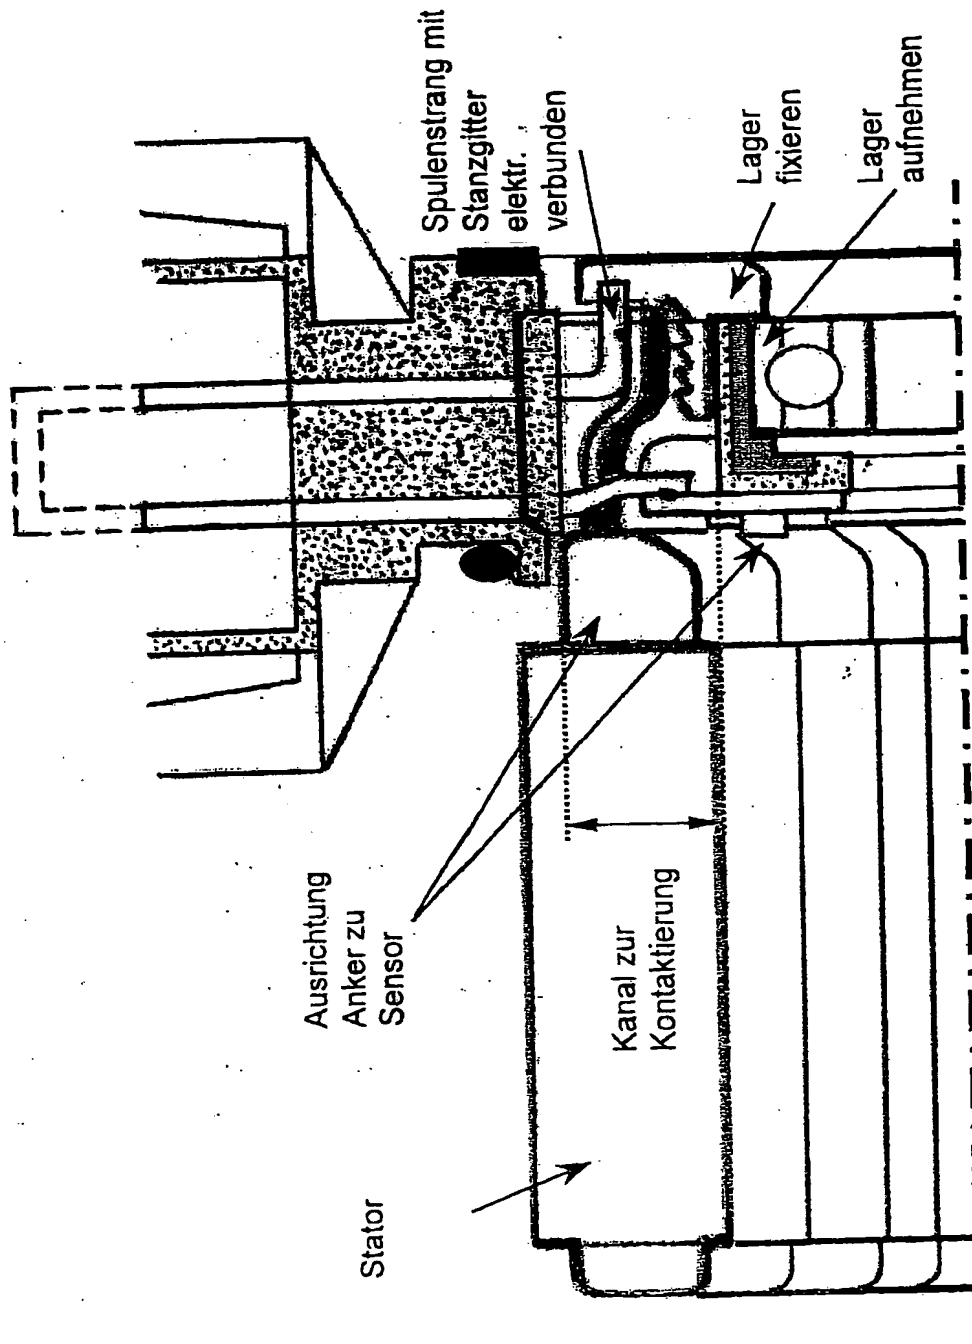 Spulenstrang mit
Stanzgitter
elektr.
verbunden
Lager
fixieren
Lager
aufnehmen
Ausrichtung
Anker zu
Sensor
Kanal zur
Kontaktierung
Stator